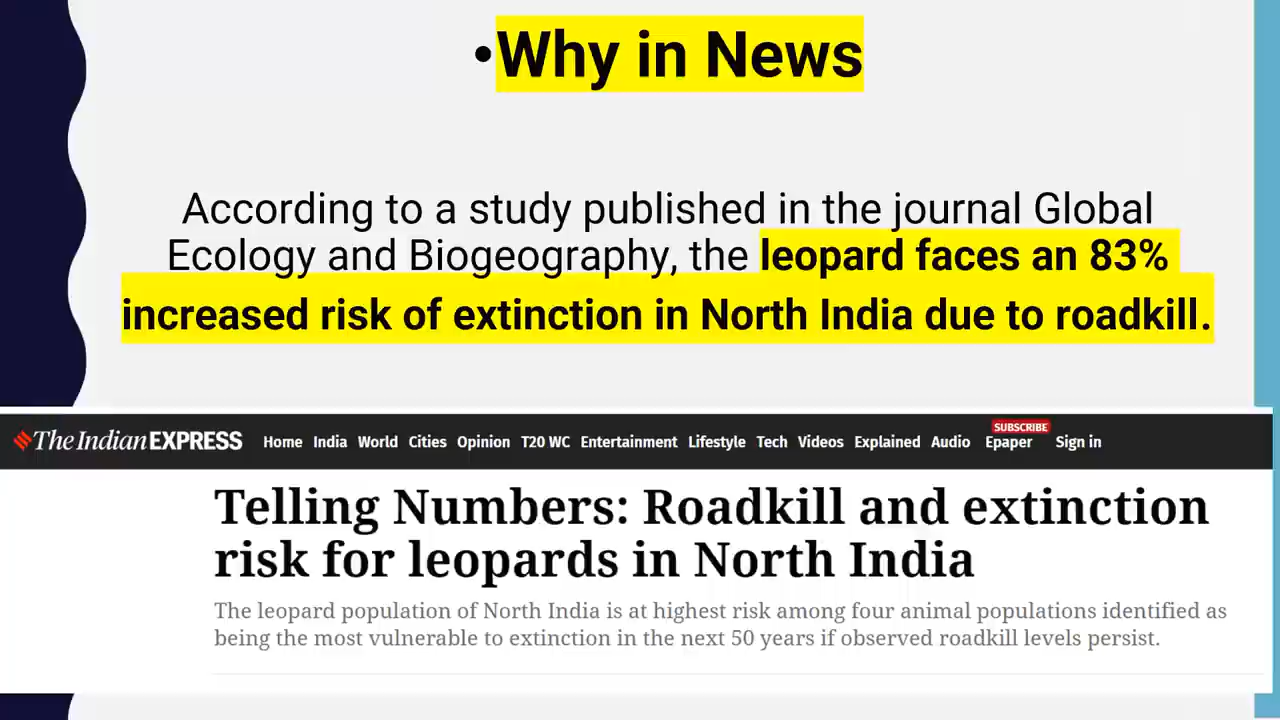 •Why in News
According to a study published in the journal Global
Ecology and Biogeography, the leopard faces an 83%
increased risk of extinction in North India due to roadkill.
The Indian EXPRESS Home India World Cities Opinion T20 WC Entertainment Lifestyle Tech Videos Explained Audio SUBSCRIBE Epaper Sign in
Telling Numbers: Roadkill and extinction
risk for leopards in North India
The leopard population of North India is at highest risk among four animal populations identified as
being the most vulnerable to extinction in the next 50 years if observed roadkill levels persist.